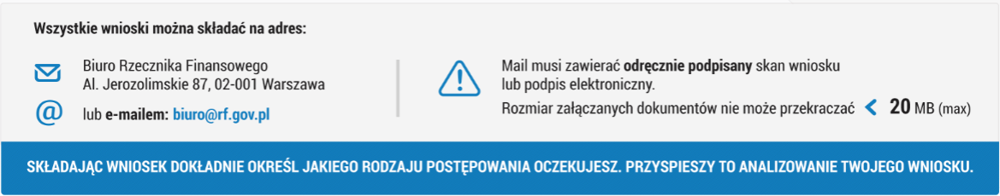 Wszystkie wnioski można składać na adres:
Biuro Rzecznika Finansowego
Al. Jerozolimskie 87, 02-001 Warszawa
@ lub e-mailem: biuro@rf.gov.pl
Mail musi zawierać odręcznie podpisany skan wniosku
lub podpis elektroniczny.
Rozmiar załączanych dokumentów nie może przekraczać < 20 MB (max)
SKŁADAJĄC WNIOSEK DOKŁADNIE OKREŚL JAKIEGO RODZAJU POSTĘPOWANIA OCZEKUJESZ. PRZYSPIESZY TO ANALIZOWANIE TWOJEGO WNIOSKU.